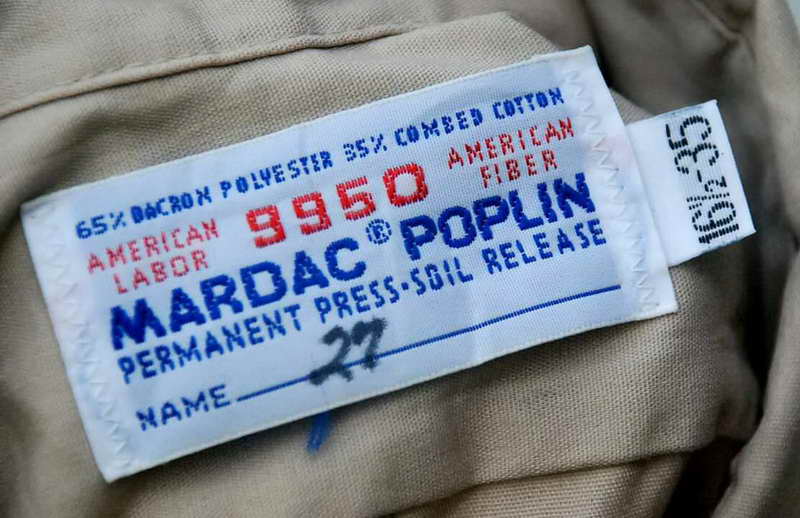 65% DACRON POLYESTER 35% COMBED COTTON
AMERICAN LABOR 9950 AMERICAN FIBER
MARDAC® POPLIN
PERMANENT PRESS-SOIL RELEASE
NAME 27
16½-35